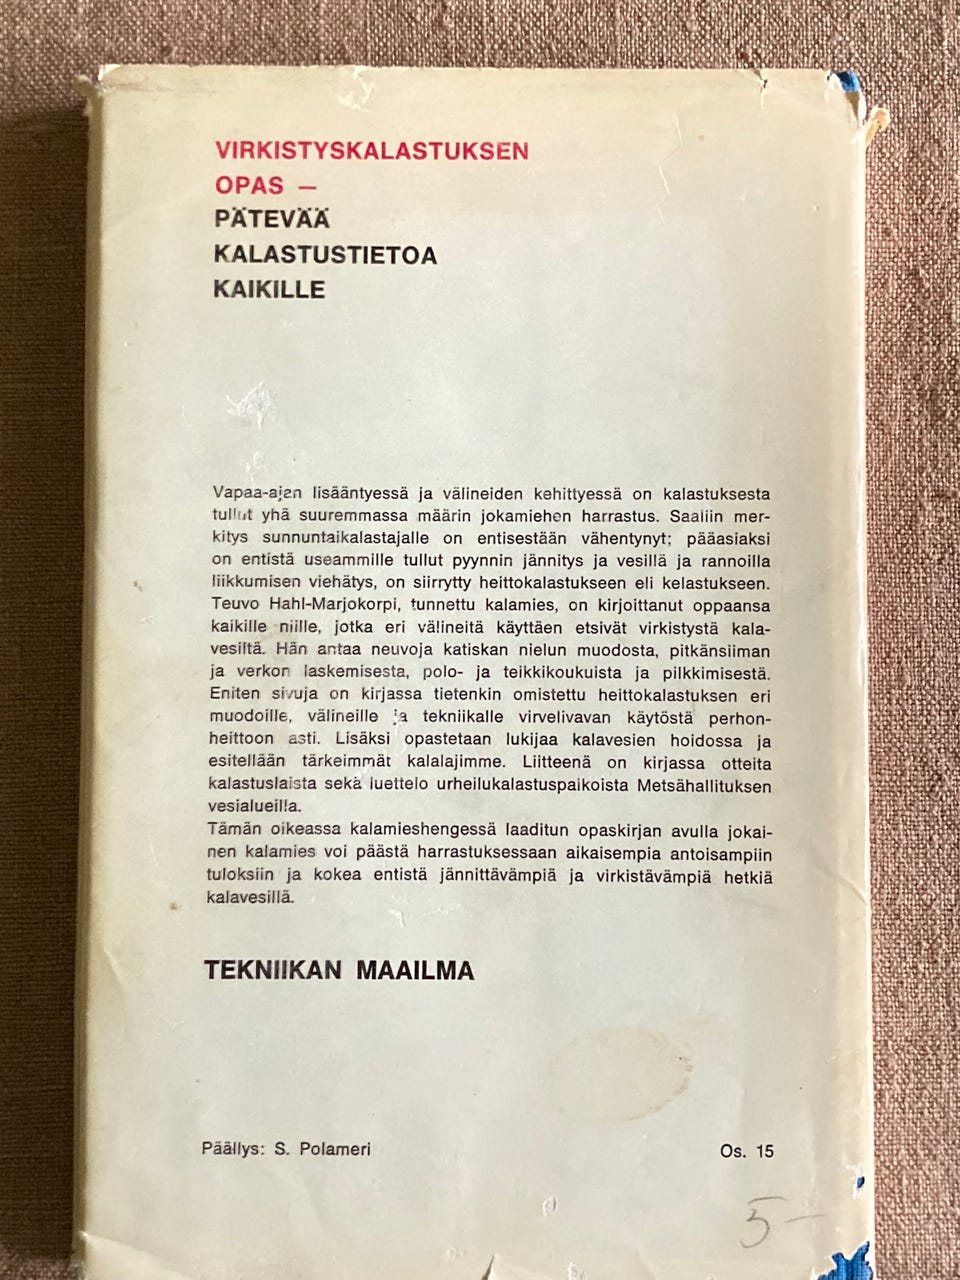 VIRKISTYSKALASTUKSEN
OPAS —
PÄTEVÄÄ
KALASTUSTIETOA
KAIKILLE
Vapaa-ajan lisääntyessä ja välineiden kehittyessä on kalastuksesta
tullut yhä suuremmassa määrin jokamiehen harrastus. Saaliin mer-
kitys sunnuntaikalastajalle on entisestään vähentynyt; pääasiaksi
on entistä useammille tullut pyynnin jännitys ja vesillä ja rannoilla
liikkumisen viehätys, on siirrytty heittokalastukseen eli kelastukseen.
Teuvo Hahl-Marjokorpi, tunnettu kalamies, on kirjoittanut oppaansa
kaikille niille, jotka eri välineitä käyttäen etsivät virkistystä kala-
vesiltä. Hän antaa neuvoja katiskan nielun muodosta, pitkänsiiman
ja verkon laskemisesta, polo- ja teikkikoukuista ja pilkkimisestä.
Eniten sivuja on kirjassa tietenkin omistettu heittokalastuksen eri
muodoille, välineille ja tekniikalle virvelivavan käytöstä perhon-
heittoon asti. Lisäksi opastetaan lukijaa kalavesien hoidossa ja
esitellään tärkeimmät kalalajimme. Liitteenä on kirjassa otteita
kalastuslaista sekä luettelo urheilukalastuspaikoista Metsähallituksen
vesialueilla.
Tämän oikeassa kalamieshengessä laaditun opaskirjan avulla jokai-
nen kalamies voi päästä harrastuksessaan aikaisempia antoisampiin
tuloksiin ja kokea entistä jännittävämpiä ja virkistävämpiä hetkiä
kalavesillä.
TEKNIIKAN MAAILMA
Päällys: S. Polameri
Os. 15
5—